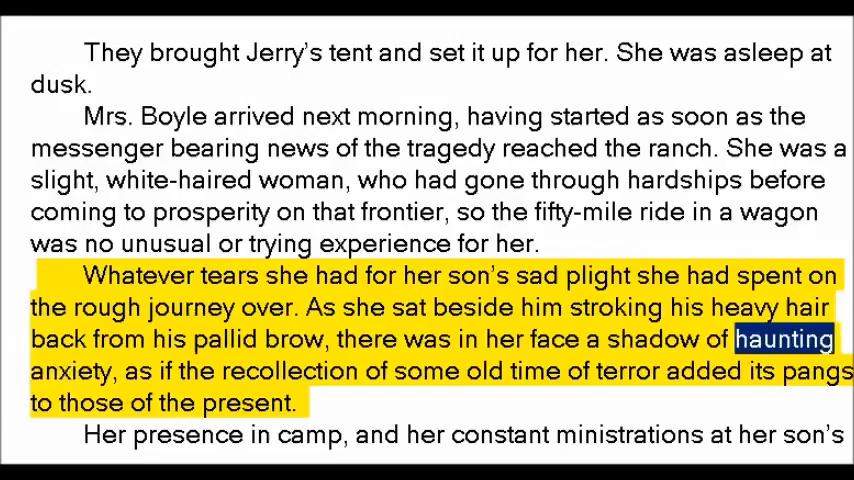 They brought Jerry's tent and set it up for her. She was asleep at
dusk.
Mrs. Boyle arrived next morning, having started as soon as the
messenger bearing news of the tragedy reached the ranch. She was a
slight, white-haired woman, who had gone through hardships before
coming to prosperity on that frontier, so the fifty-mile ride in a wagon
was no unusual or trying experience for her.
Whatever tears she had for her son's sad plight she had spent on
the rough journey over. As she sat beside him stroking his heavy hair
back from his pallid brow, there was in her face a shadow of haunting
anxiety, as if the recollection of some old time of terror added its pangs
to those of the present.
Her presence in camp, and her constant ministrations at her son's